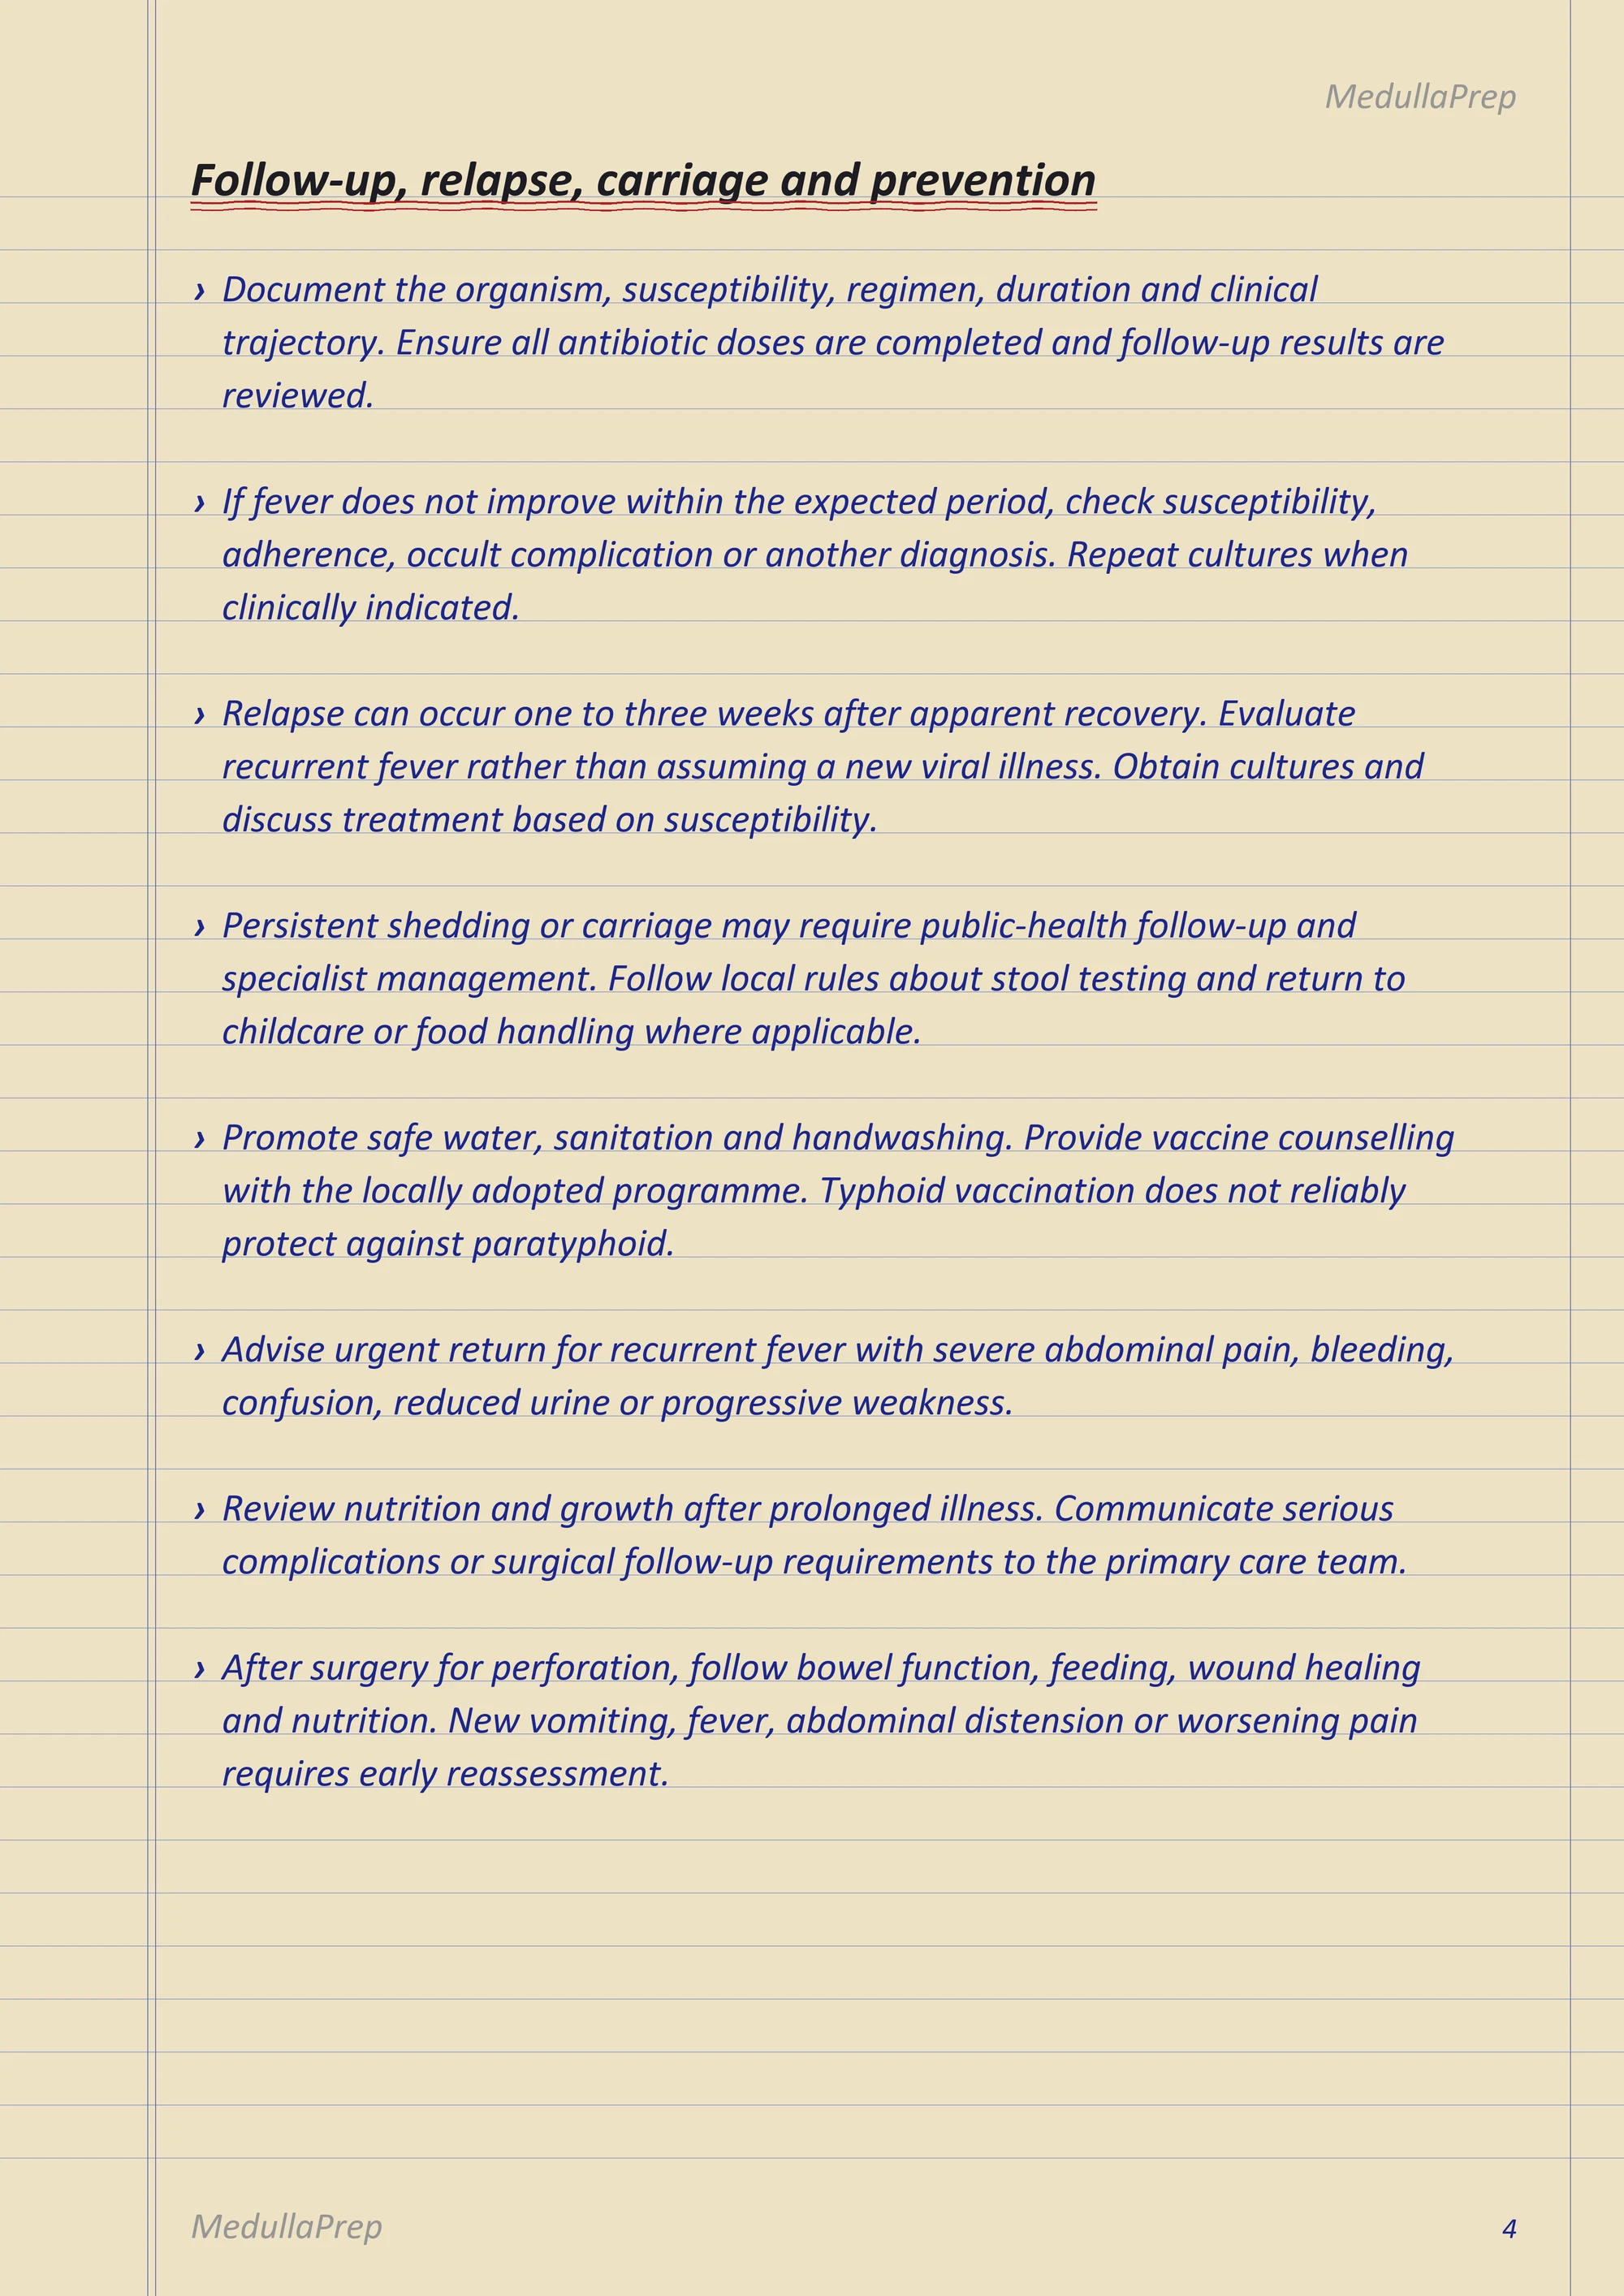 MedullaPrep
Follow-up, relapse, carriage and prevention
› Document the organism, susceptibility, regimen, duration and clinical
trajectory. Ensure all antibiotic doses are completed and follow-up results are
reviewed.
› If fever does not improve within the expected period, check susceptibility,
adherence, occult complication or another diagnosis. Repeat cultures when
clinically indicated.
› Relapse can occur one to three weeks after apparent recovery. Evaluate
recurrent fever rather than assuming a new viral illness. Obtain cultures and
discuss treatment based on susceptibility.
› Persistent shedding or carriage may require public-health follow-up and
specialist management. Follow local rules about stool testing and return to
childcare or food handling where applicable.
› Promote safe water, sanitation and handwashing. Provide vaccine counselling
with the locally adopted programme. Typhoid vaccination does not reliably
protect against paratyphoid.
› Advise urgent return for recurrent fever with severe abdominal pain, bleeding,
confusion, reduced urine or progressive weakness.
› Review nutrition and growth after prolonged illness. Communicate serious
complications or surgical follow-up requirements to the primary care team.
› After surgery for perforation, follow bowel function, feeding, wound healing
and nutrition. New vomiting, fever, abdominal distension or worsening pain
requires early reassessment.
MedullaPrep
4